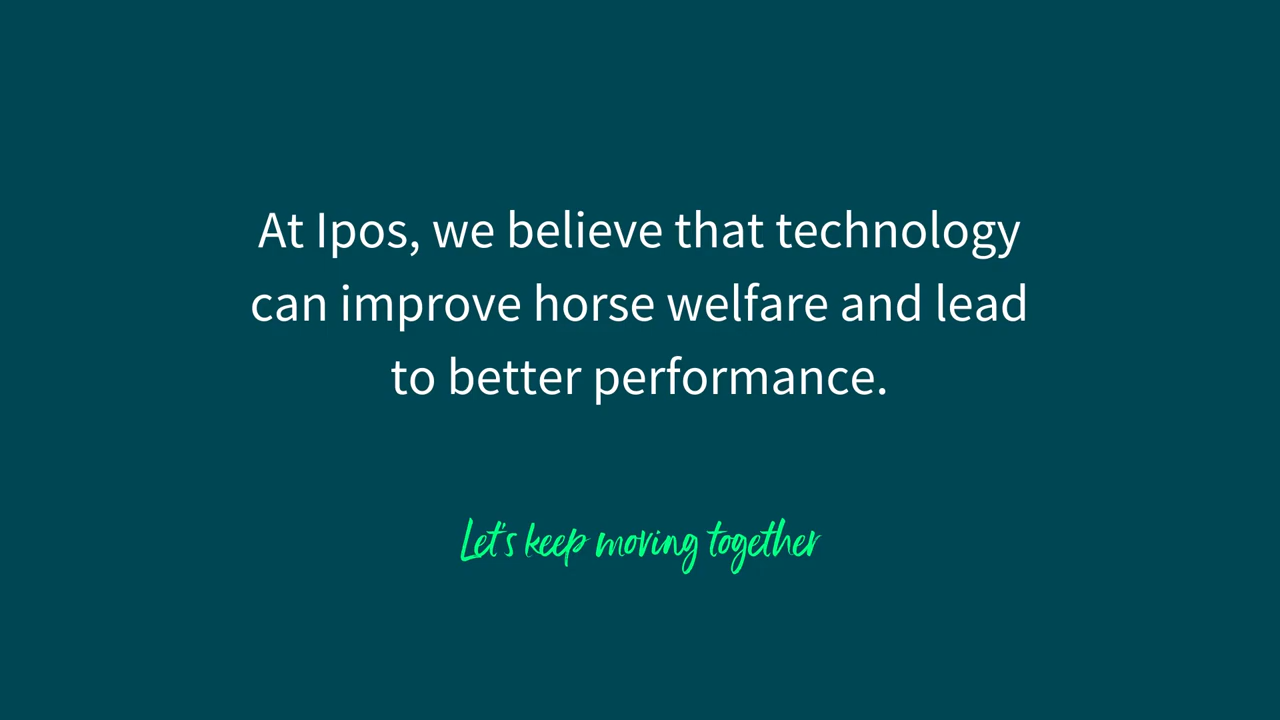 At Ipos, we believe that technology
can improve horse welfare and lead
to better performance.
Let's keep moving together